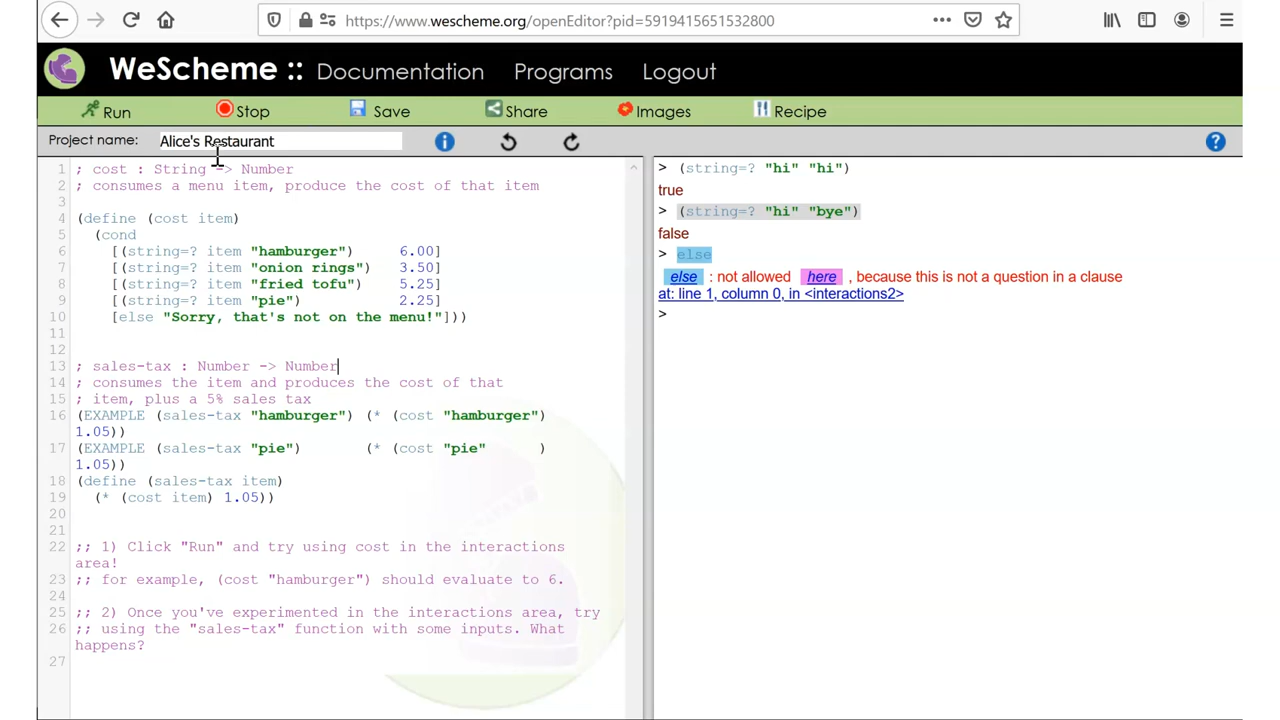 https://www.wescheme.org/openEditor?pid=5919415651532800
WeScheme :: Documentation Programs Logout
Run Stop Save Share Images Recipe
Project name: Alice's Restaurant
1 ; cost : String -> Number
2 ; consumes a menu item, produce the cost of that item
3
4 (define (cost item)
5 (cond
6 [(string=? item "hamburger") 6.00]
7 [(string=? item "onion rings") 3.50]
8 [(string=? item "fried tofu") 5.25]
9 [(string=? item "pie") 2.25]
10 [else "Sorry, that's not on the menu!"]))
11
12
13 ; sales-tax : Number -> Number
14 ; consumes the item and produces the cost of that
15 ; item, plus a 5% sales tax
16 (EXAMPLE (sales-tax "hamburger") (* (cost "hamburger")
1.05))
17 (EXAMPLE (sales-tax "pie") (* (cost "pie" )
1.05))
18 (define (sales-tax item)
19 (* (cost item) 1.05))
20
21
22 ;; 1) Click "Run" and try using cost in the interactions
area!
23 ;; for example, (cost "hamburger") should evaluate to 6.
24
25 ;; 2) Once you've experimented in the interactions area, try
26 ;; using the "sales-tax" function with some inputs. What
happens?
27
> (string=? "hi" "hi")
true
> (string=? "hi" "bye")
false
> else
else : not allowed here , because this is not a question in a clause
at: line 1, column 0, in <interactions2>
>